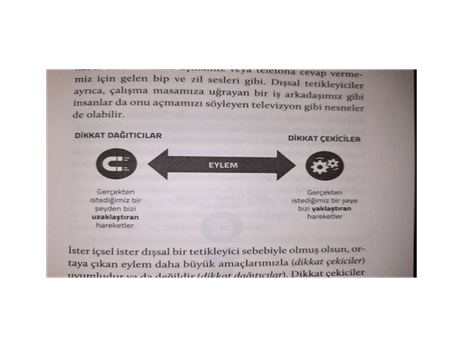 veya telefona cevap verme-
miz için gelen bip ve zil sesleri gibi. Dışsal tetikleyiciler
ayrıca, çalışma masamıza uğrayan bir iş arkadaşımız gibi
insanlar da onu açmamızı söyleyen televizyon gibi nesneler
de olabilir.
DİKKAT DAĞITICILAR
DİKKAT ÇEKİCİLER
EYLEM
Gerçekten
istediğimiz bir
şeyden bizi
uzaklaştıran
hareketler
Gerçekten
istediğimiz bir şeye
bizi yaklaştıran
hareketler
İster içsel ister dışsal bir tetikleyici sebebiyle olmuş olsun, or-
taya çıkan eylem daha büyük amaçlarımızla (dikkat çekiciler)
uyumludur ya da değildir (dikkat dağıtıcılar). Dikkat çekiciler